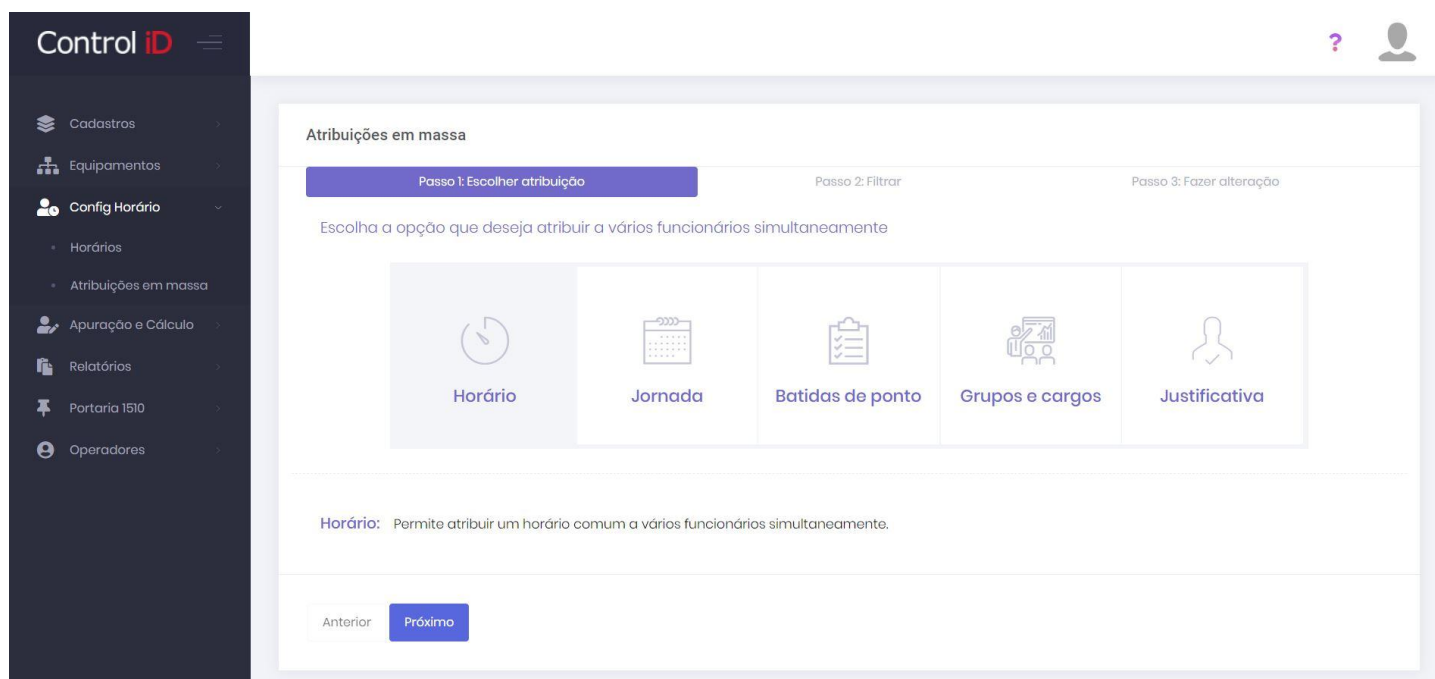 Control iD
?
Cadastros
Equipamentos
Config Horário
Horários
Atribuições em massa
Apuração e Cálculo
Relatórios
Portaria 1510
Operadores
Atribuições em massa
Passo 1: Escolher atribuição
Passo 2: Filtrar
Passo 3: Fazer alteração
Escolha a opção que deseja atribuir a vários funcionários simultaneamente
Horário
Jornada
Batidas de ponto
Grupos e cargos
Justificativa
Horário: Permite atribuir um horário comum a vários funcionários simultaneamente.
Anterior
Próximo